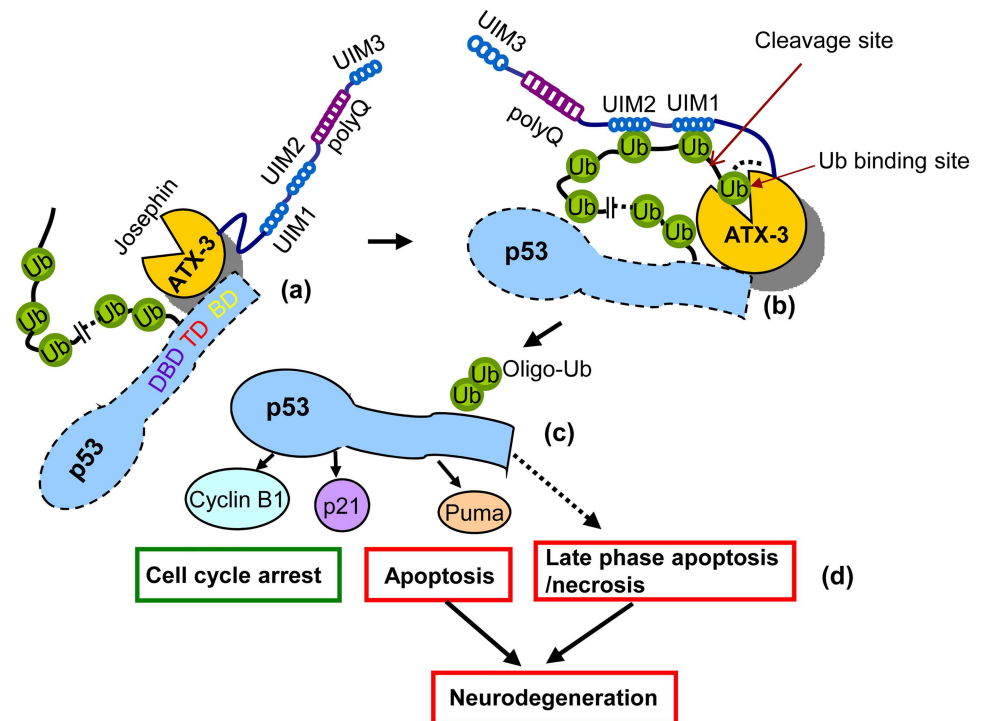 UIM3
polyQ
UIM2
UIM1
Josephin
ATX-3
Ub
Ub
Ub
Ub
Ub
DBD TD BD
p53
(a)
UIM3
polyQ
UIM2
UIM1
Cleavage site
Ub binding site
Ub
Ub
Ub
Ub
Ub
Ub
Ub
ATX-3
p53
(b)
Ub
Ub
Oligo-Ub
p53
(c)
Cyclin B1
p21
Puma
Cell cycle arrest
Apoptosis
Late phase apoptosis
/necrosis
(d)
Neurodegeneration